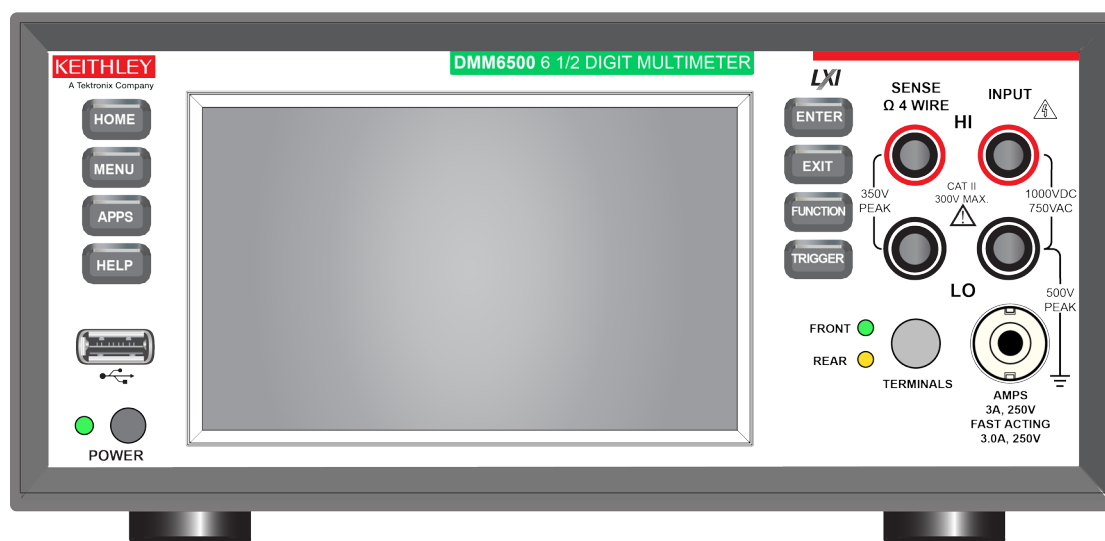 KEITHLEY
A Tektronix Company
DMM6500 6 1/2 DIGIT MULTIMETER
LXI
HOME
MENU
APPS
HELP
POWER
ENTER
EXIT
FUNCTION
TRIGGER
SENSE
Ω 4 WIRE
INPUT
HI
350V
PEAK
CAT II
300V MAX.
1000VDC
750VAC
LO
500V
PEAK
FRONT
REAR
TERMINALS
AMPS
3A, 250V
FAST ACTING
3.0A, 250V